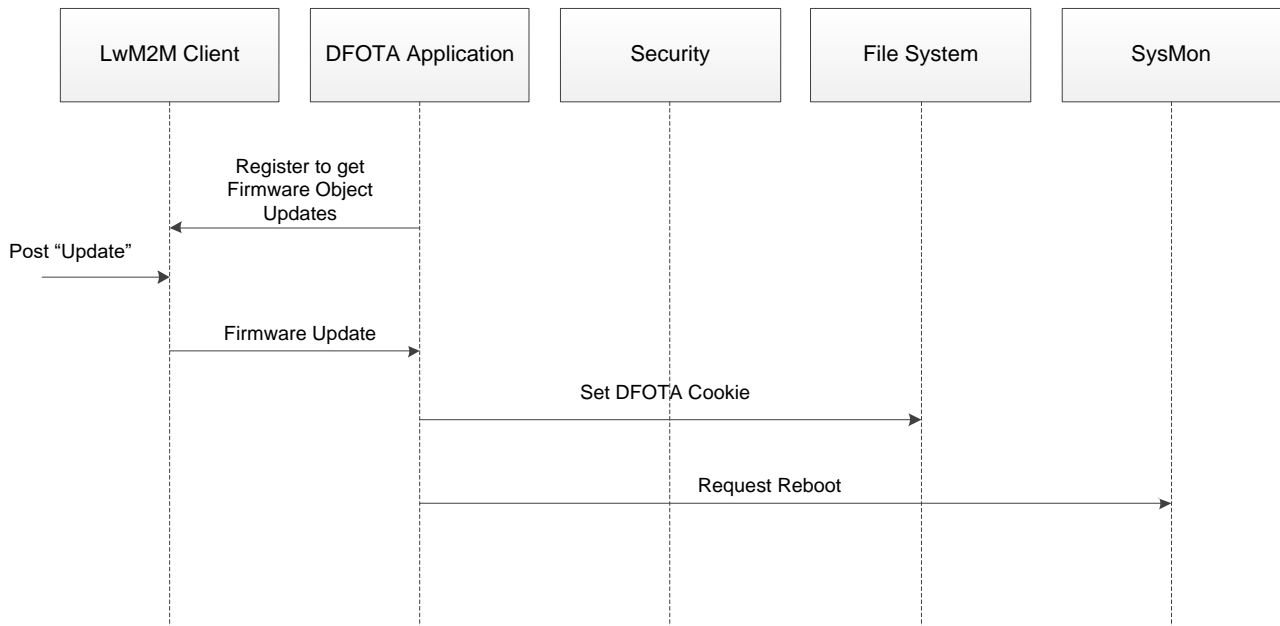 LwM2M Client
DFOTA Application
Security
File System
SysMon
Register to get
Firmware Object
Updates
Post “Update”
Firmware Update
Set DFOTA Cookie
Request Reboot